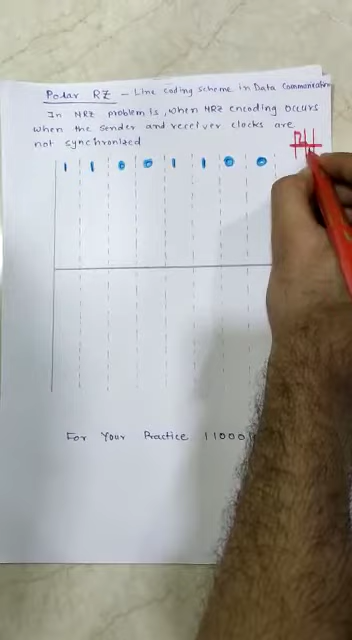 Polar RZ - Line coding scheme in Data Communication
In NRZ problem is, when NRZ encoding occurs
when the sender and receiver clocks are
not synchronized
1 1 0 0 1 1 0 0
For Your Practice